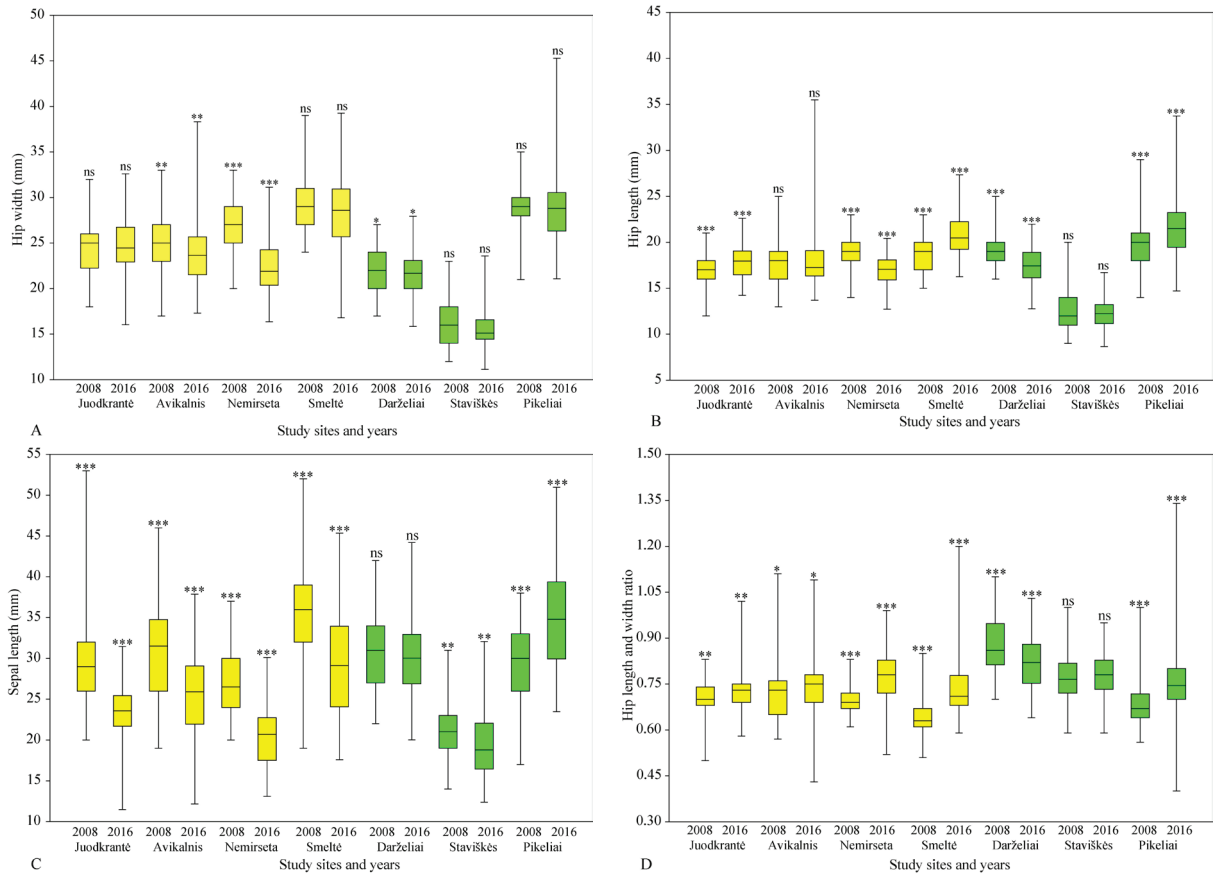 50
45
40
35
30
25
20
15
10
Hip width (mm)
ns
ns
**
**
***
***
ns
ns
*
*
ns
ns
ns
ns
2008 2016 2008 2016 2008 2016 2008 2016 2008 2016 2008 2016 2008 2016
Juodkrantė Avikalnis Nemirseta Smeltė Darželiai Staviškės Pikeliai
Study sites and years
A
45
40
35
30
25
20
15
10
5
Hip length (mm)
***
***
ns
ns
***
***
***
***
***
***
ns
ns
***
***
2008 2016 2008 2016 2008 2016 2008 2016 2008 2016 2008 2016 2008 2016
Juodkrantė Avikalnis Nemirseta Smeltė Darželiai Staviškės Pikeliai
Study sites and years
B
55
50
45
40
35
30
25
20
15
10
Sepal length (mm)
***
***
***
***
***
***
***
***
ns
ns
**
**
***
***
2008 2016 2008 2016 2008 2016 2008 2016 2008 2016 2008 2016 2008 2016
Juodkrantė Avikalnis Nemirseta Smeltė Darželiai Staviškės Pikeliai
Study sites and years
C
1.50
1.35
1.20
1.05
0.90
0.75
0.60
0.45
0.30
Hip length and width ratio
**
**
*
*
***
***
***
***
***
***
ns
ns
***
***
2008 2016 2008 2016 2008 2016 2008 2016 2008 2016 2008 2016 2008 2016
Juodkrantė Avikalnis Nemirseta Smeltė Darželiai Staviškės Pikeliai
Study sites and years
D